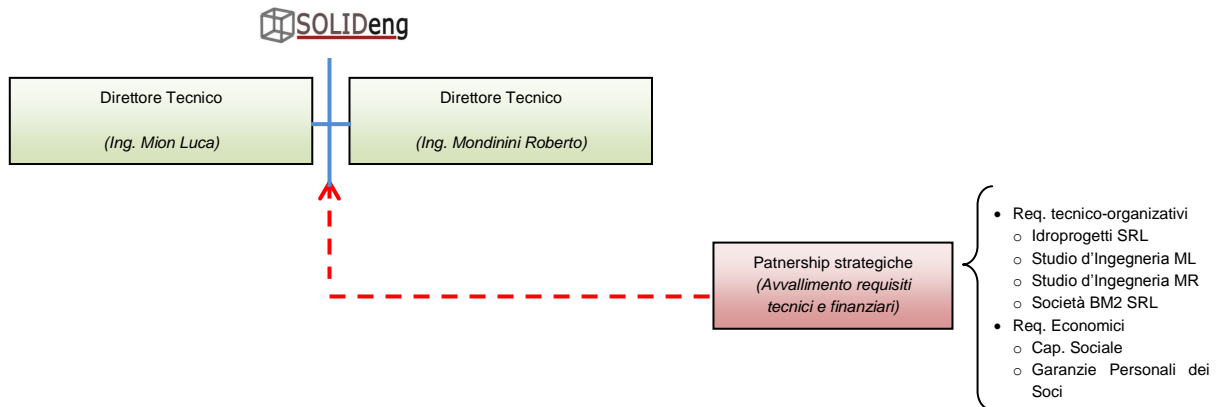 SOLIDeng
Direttore Tecnico
(Ing. Mion Luca)
Direttore Tecnico
(Ing. Mondinini Roberto)
Patnership strategiche
(Avvallimento requisiti
tecnici e finanziari)
• Req. tecnico-organizativi
o Idroprogetti SRL
o Studio d'Ingegneria ML
o Studio d'Ingegneria MR
o Società BM2 SRL
• Req. Economici
o Cap. Sociale
o Garanzie Personali dei
Soci